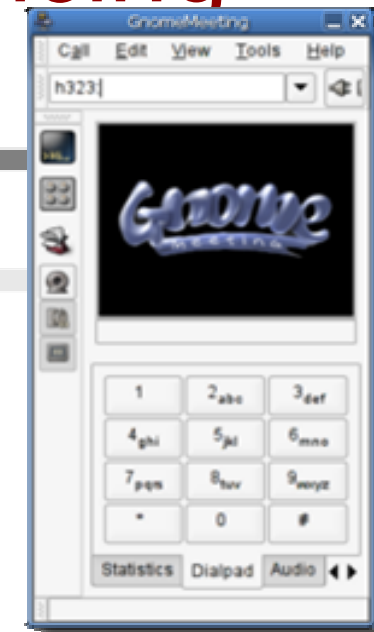 GnomeMeeting
Call Edit View Tools Help
h323:
Gnome
meeting
1 2abc 3def
4ghi 5jkl 6mno
7pqrs 8tuv 9wxyz
* 0 #
Statistics Dialpad Audio